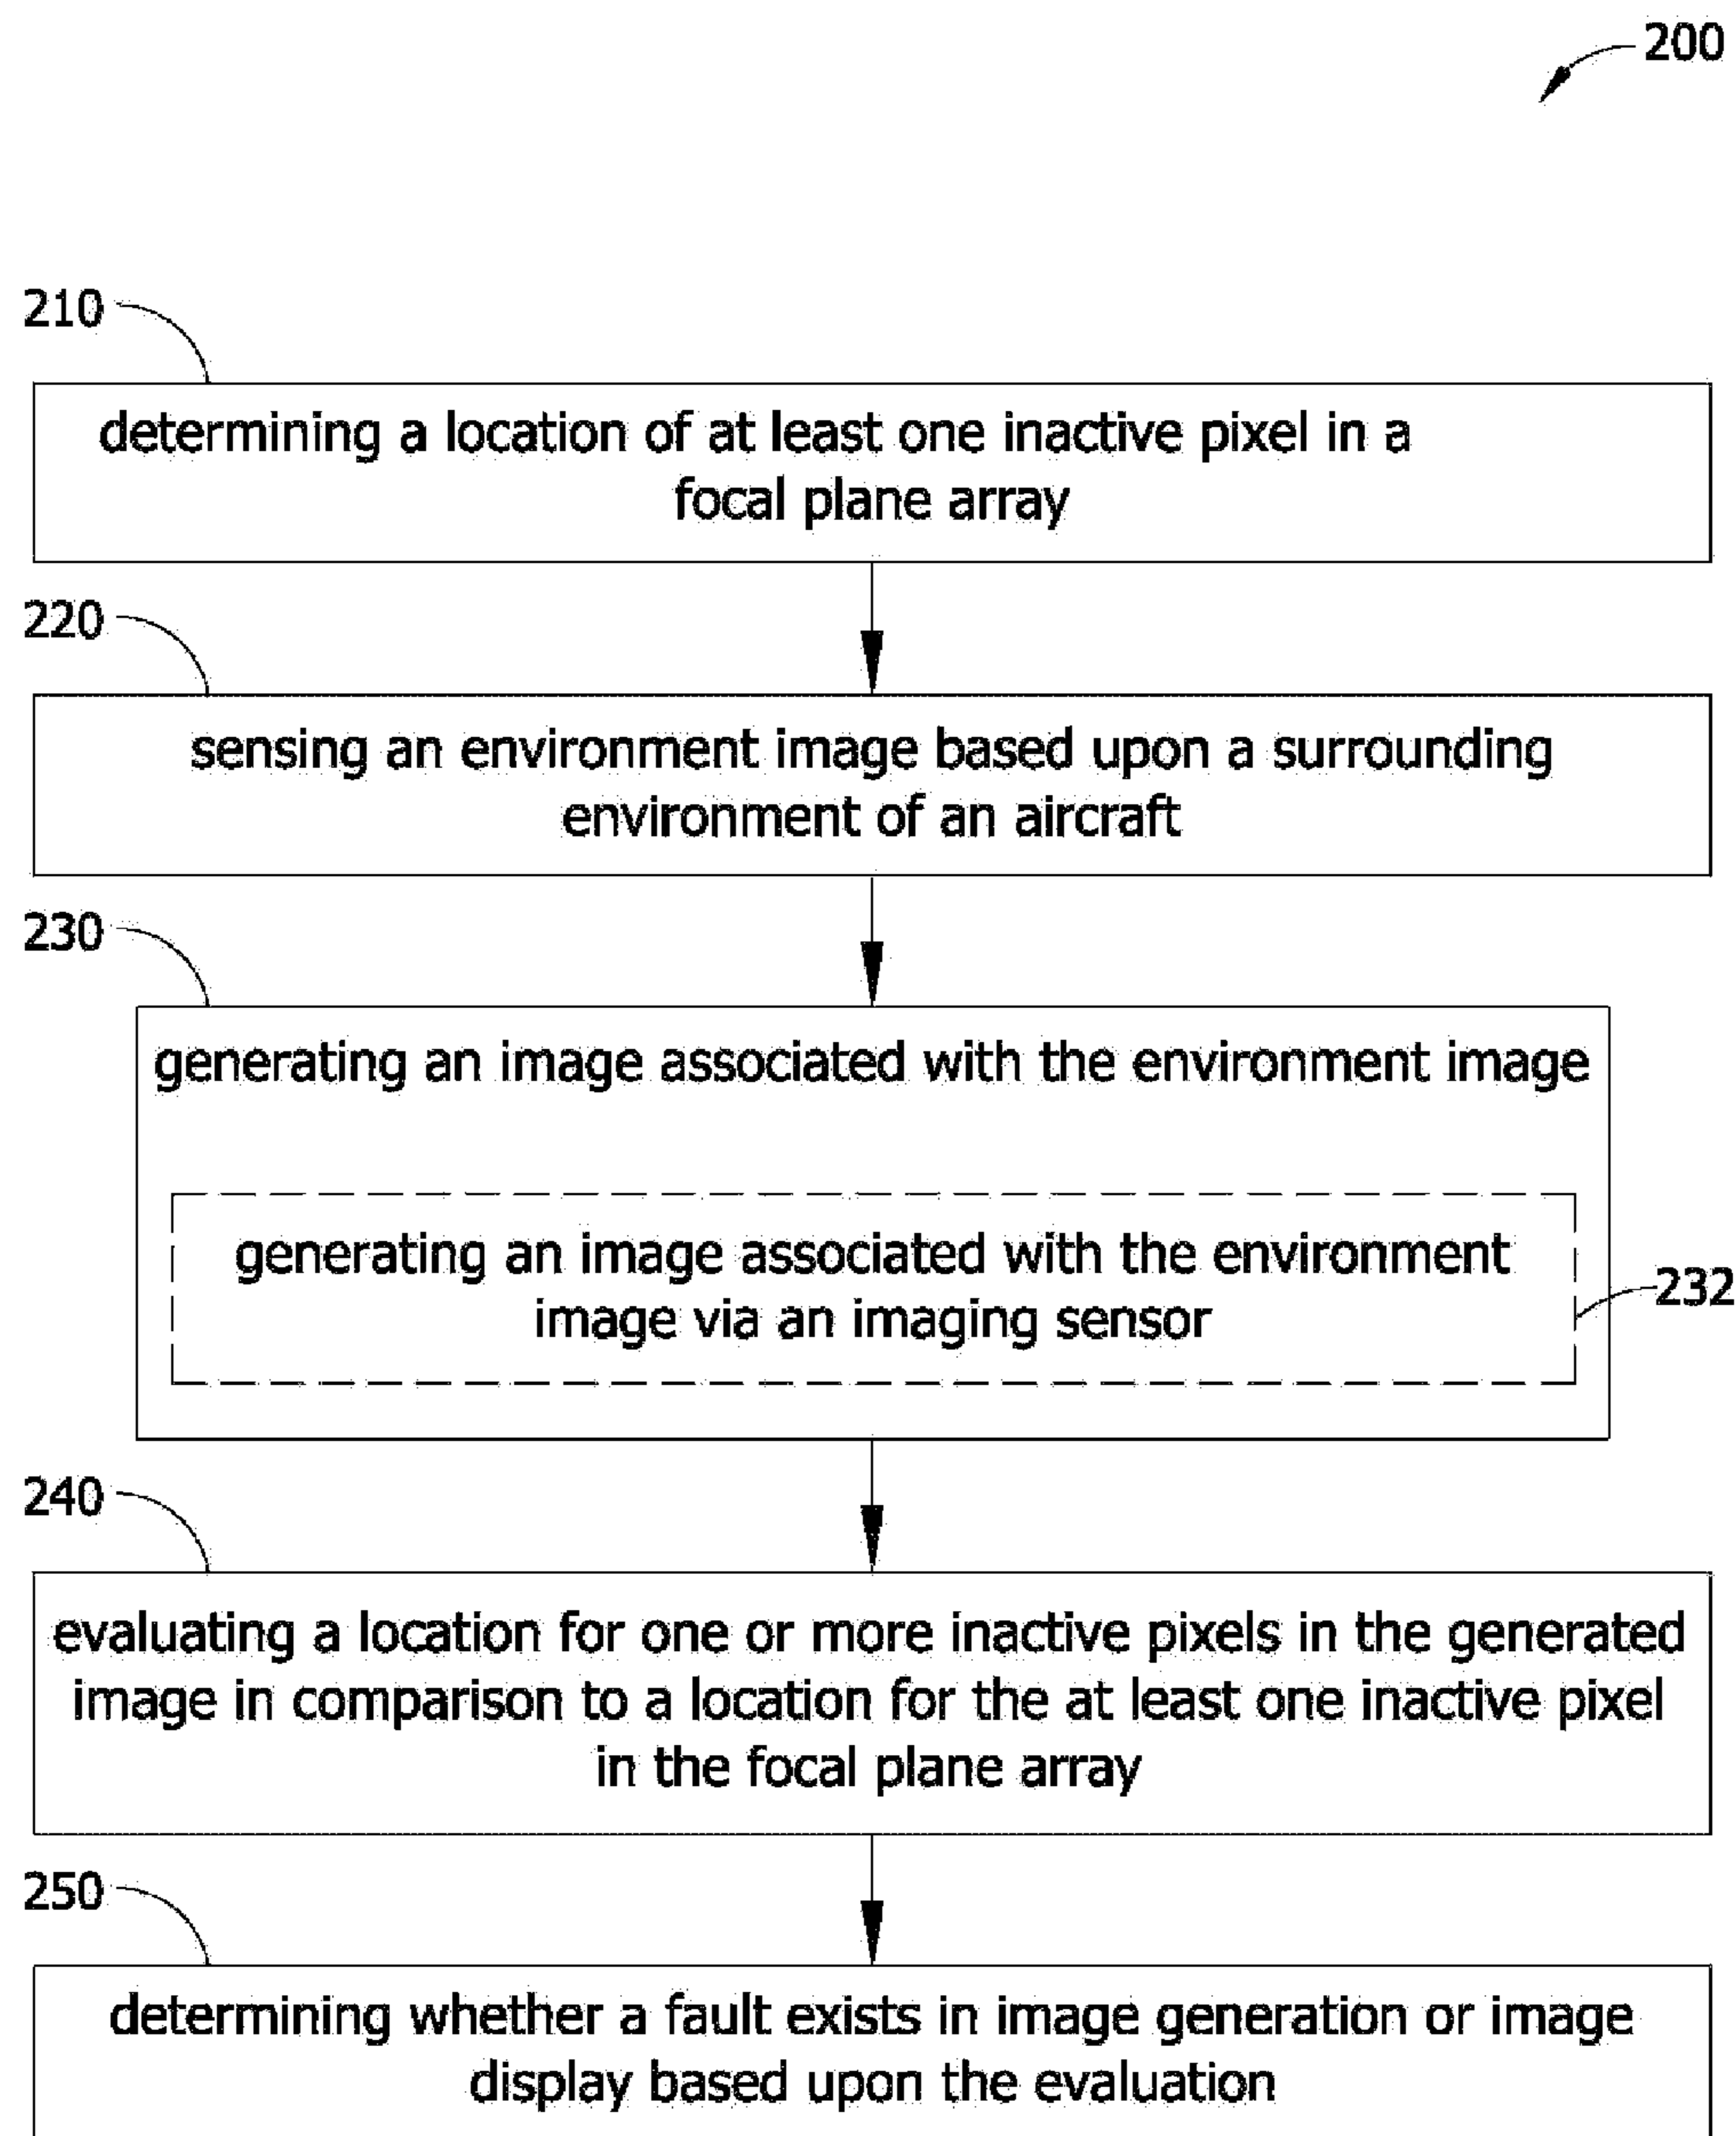 200
210
determining a location of at least one inactive pixel in a
focal plane array
220
sensing an environment image based upon a surrounding
environment of an aircraft
230
generating an image associated with the environment image
generating an image associated with the environment
image via an imaging sensor
232
240
evaluating a location for one or more inactive pixels in the generated
image in comparison to a location for the at least one inactive pixel
in the focal plane array
250
determining whether a fault exists in image generation or image
display based upon the evaluation